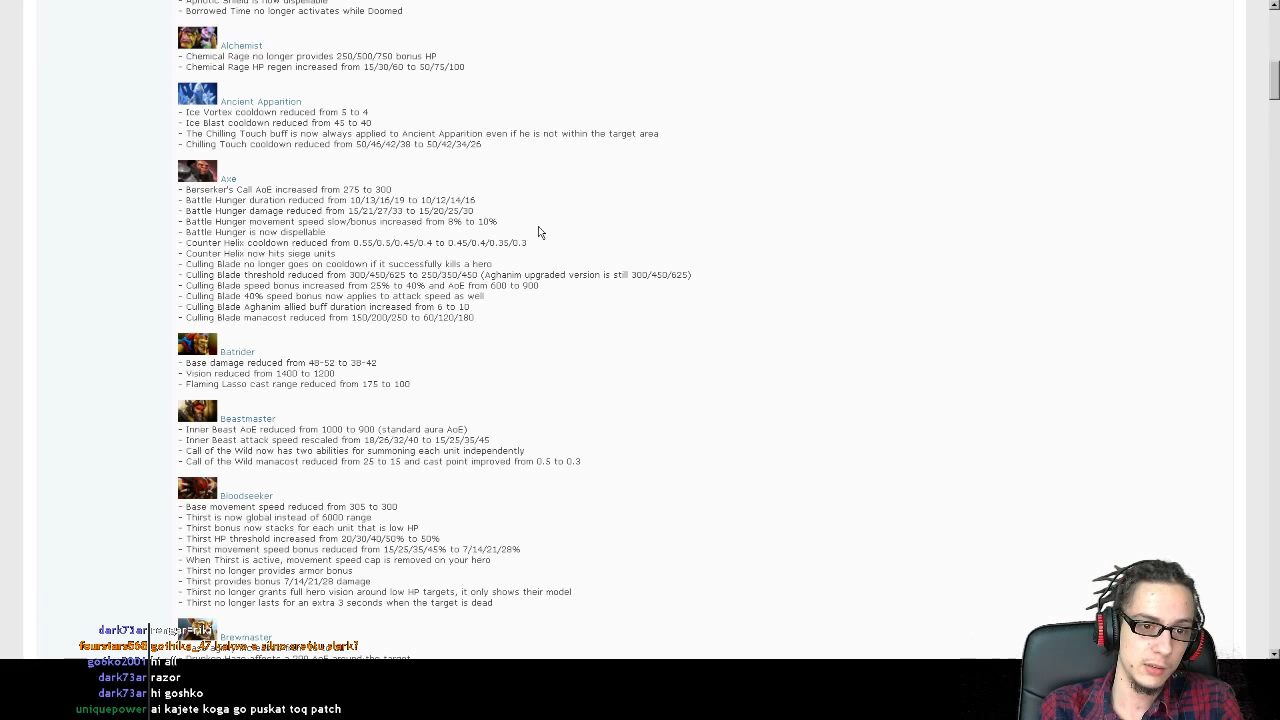 - Borrowed Time no longer activates while Doomed
Alchemist
- Chemical Rage no longer provides 250/500/750 bonus HP
- Chemical Rage HP regen increased from 15/30/60 to 50/75/100
Ancient Apparition
- Ice Vortex cooldown reduced from 5 to 4
- Ice Blast cooldown reduced from 45 to 40
- The Chilling Touch buff is now always applied to Ancient Apparition even if he is not within the target area
- Chilling Touch cooldown reduced from 50/46/42/38 to 50/42/34/26
Axe
- Berserker's Call AoE increased from 275 to 300
- Battle Hunger duration reduced from 10/13/16/19 to 10/12/14/16
- Battle Hunger damage reduced from 15/21/27/33 to 15/20/25/30
- Battle Hunger movement speed slow/bonus increased from 8% to 10%
- Battle Hunger is now dispellable
- Counter Helix cooldown reduced from 0.55/0.5/0.45/0.4 to 0.45/0.4/0.35/0.3
- Counter Helix now hits siege units
- Culling Blade no longer goes on cooldown if it successfully kills a hero
- Culling Blade threshold reduced from 300/450/625 to 250/350/450 (Aghanim upgraded version is still 300/450/625)
- Culling Blade speed bonus increased from 25% to 40% and AoE from 600 to 900
- Culling Blade 40% speed bonus now applies to attack speed as well
- Culling Blade Aghanim allied buff duration increased from 6 to 10
- Culling Blade manacost reduced from 150/200/250 to 60/120/180
Batrider
- Base damage reduced from 48-52 to 38-42
- Vision reduced from 1400 to 1200
- Flaming Lasso cast range reduced from 175 to 100
Beastmaster
- Inner Beast AoE reduced from 1000 to 900 (standard aura AoE)
- Inner Beast attack speed rescaled from 18/26/32/40 to 15/25/35/45
- Call of the Wild now has two abilities for summoning each unit independently
- Call of the Wild manacost reduced from 25 to 15 and cast point improved from 0.5 to 0.3
Bloodseeker
- Base movement speed reduced from 305 to 300
- Thirst is now global instead of 6000 range
- Thirst bonus now stacks for each unit that is low HP
- Thirst HP threshold increased from 20/30/40/50% to 50%
- Thirst movement speed bonus reduced from 15/25/35/45% to 7/14/21/28%
- When Thirst is active, movement speed cap is removed on your hero
- Thirst no longer provides armor bonus
- Thirst provides bonus 7/14/21/28 damage
- Thirst no longer grants full hero vision around low HP targets, it only shows their model
- Thirst no longer lasts for an extra 3 seconds when the target is dead
Brewmaster
dark73ar
hi all
dark73ar razor
dark73ar hi goshko
uniquepower ai kajete koga go puskat toq patch